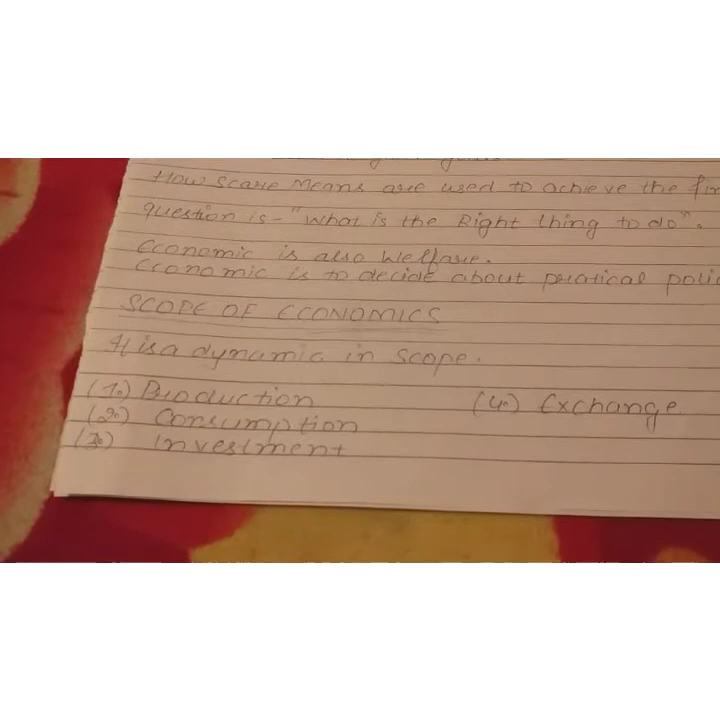 How scarse means are used to achieve the
question is - "What is the Right thing to do".
Economic is also Welfare.
Economic is to decide about pratical
SCOPE OF ECONOMICS
It is a dynamic in scope.
(1.) Production
(4.) Exchange
(2.) Consumption
(3.) Investment